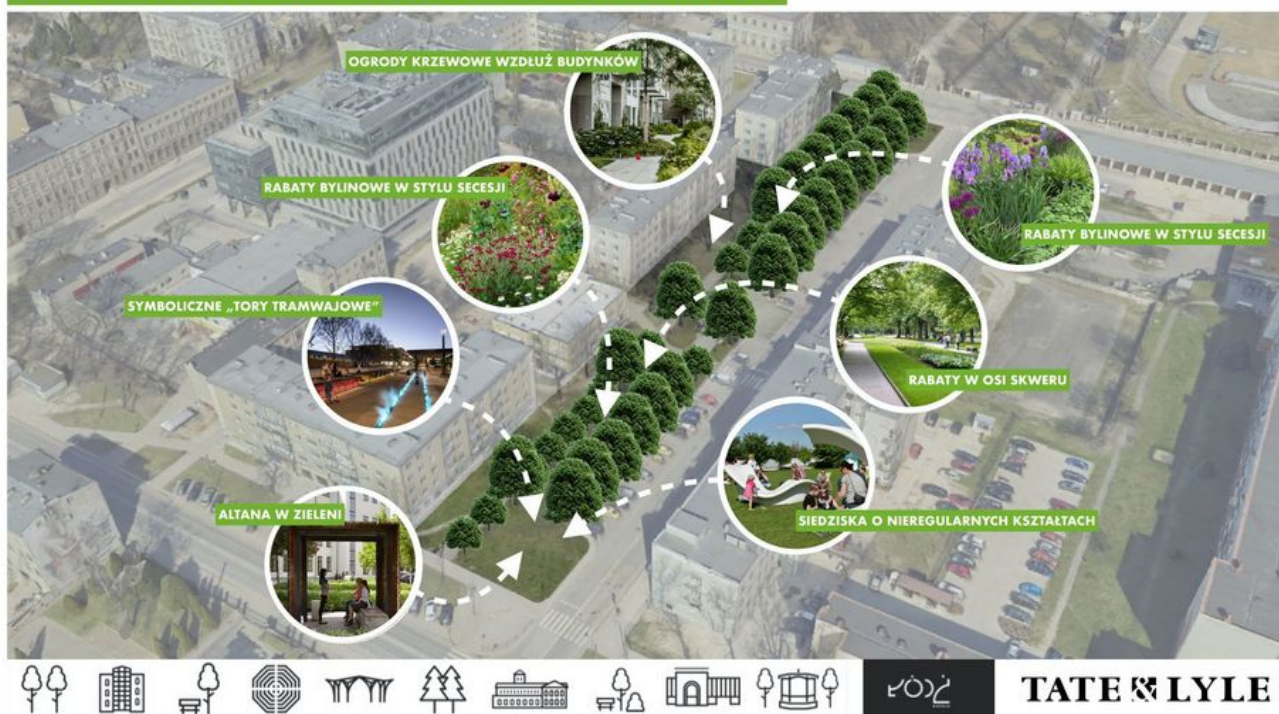 OGRODY KRZEWOWE WZDŁUŻ BUDYNKÓW
RABATY BYLINOWE W STYLU SECESJI
RABATY BYLINOWE W STYLU SECESJI
SYMBOLICZNE „TORY TRAMWAJOWE”
RABATY W OSI SKWERU
ALTANA W ZIELENI
SIEDZISKA O NIEREGULARNYCH KSZTAŁTACH
ŁÓDŹ
TATE & LYLE